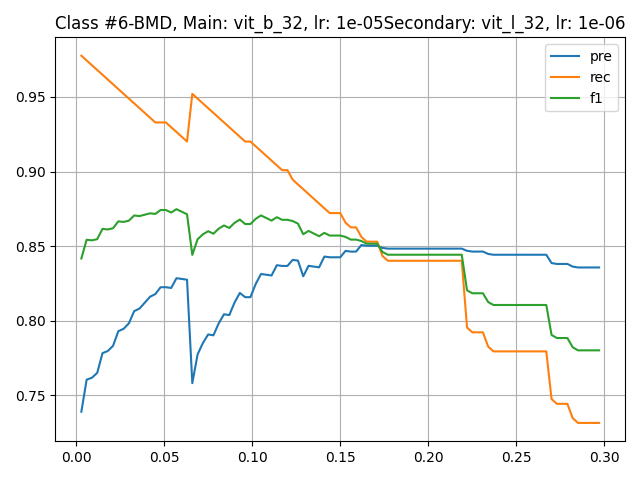 Class #6-BMD, Main: vit_b_32, lr: 1e-05Secondary: vit_l_32, lr: 1e-06
pre
rec
f1
0.95
0.90
0.85
0.80
0.75
0.00 0.05 0.10 0.15 0.20 0.25 0.30